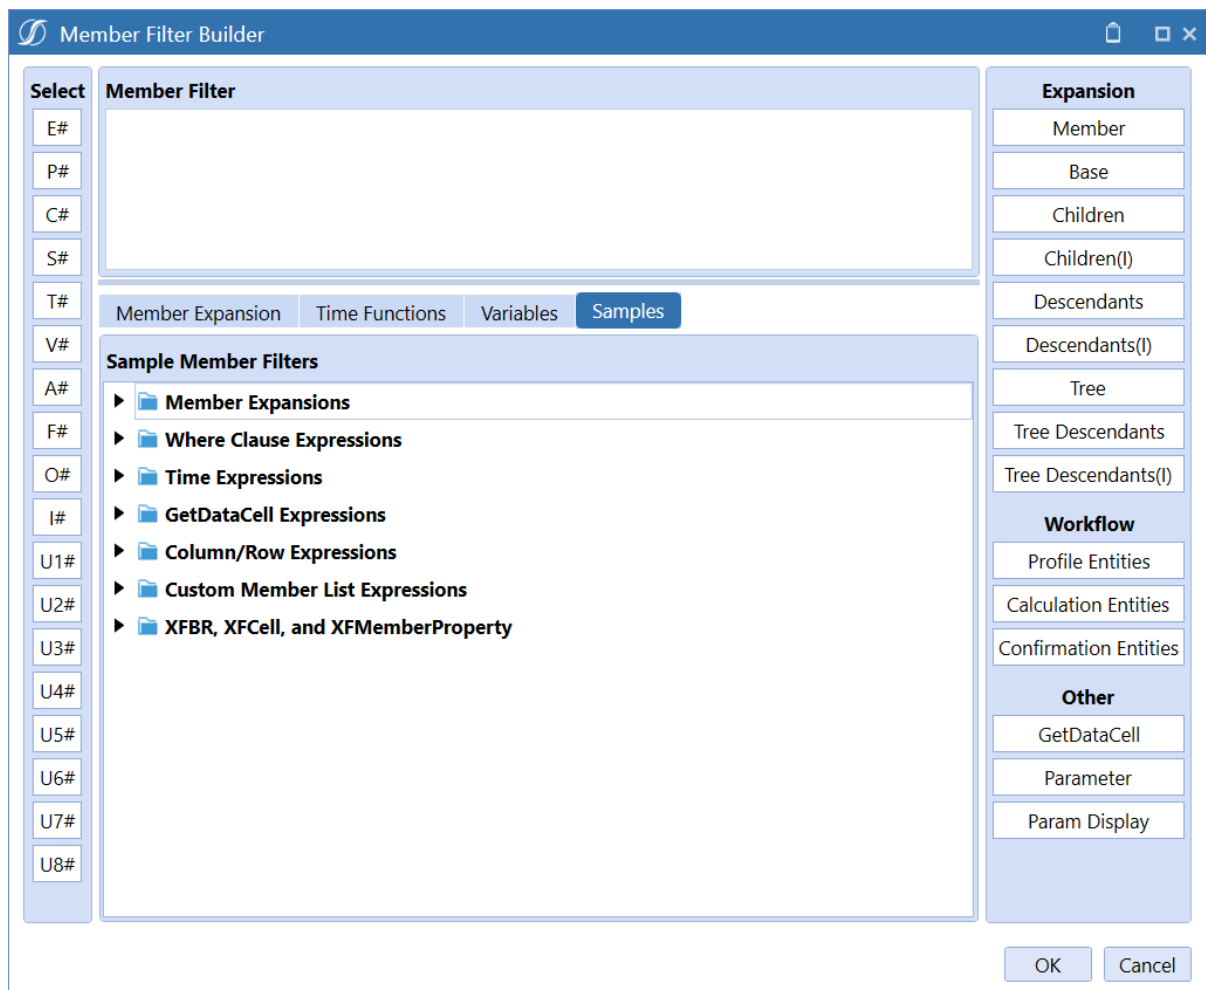 Member Filter Builder
Select
E#
P#
C#
S#
T#
V#
A#
F#
O#
I#
U1#
U2#
U3#
U4#
U5#
U6#
U7#
U8#
Member Filter
Member Expansion Time Functions Variables Samples
Sample Member Filters
Member Expansions
Where Clause Expressions
Time Expressions
GetDataCell Expressions
Column/Row Expressions
Custom Member List Expressions
XFBR, XFCell, and XFMemberProperty
Expansion
Member
Base
Children
Children(I)
Descendants
Descendants(I)
Tree
Tree Descendants
Tree Descendants(I)
Workflow
Profile Entities
Calculation Entities
Confirmation Entities
Other
GetDataCell
Parameter
Param Display
OK Cancel